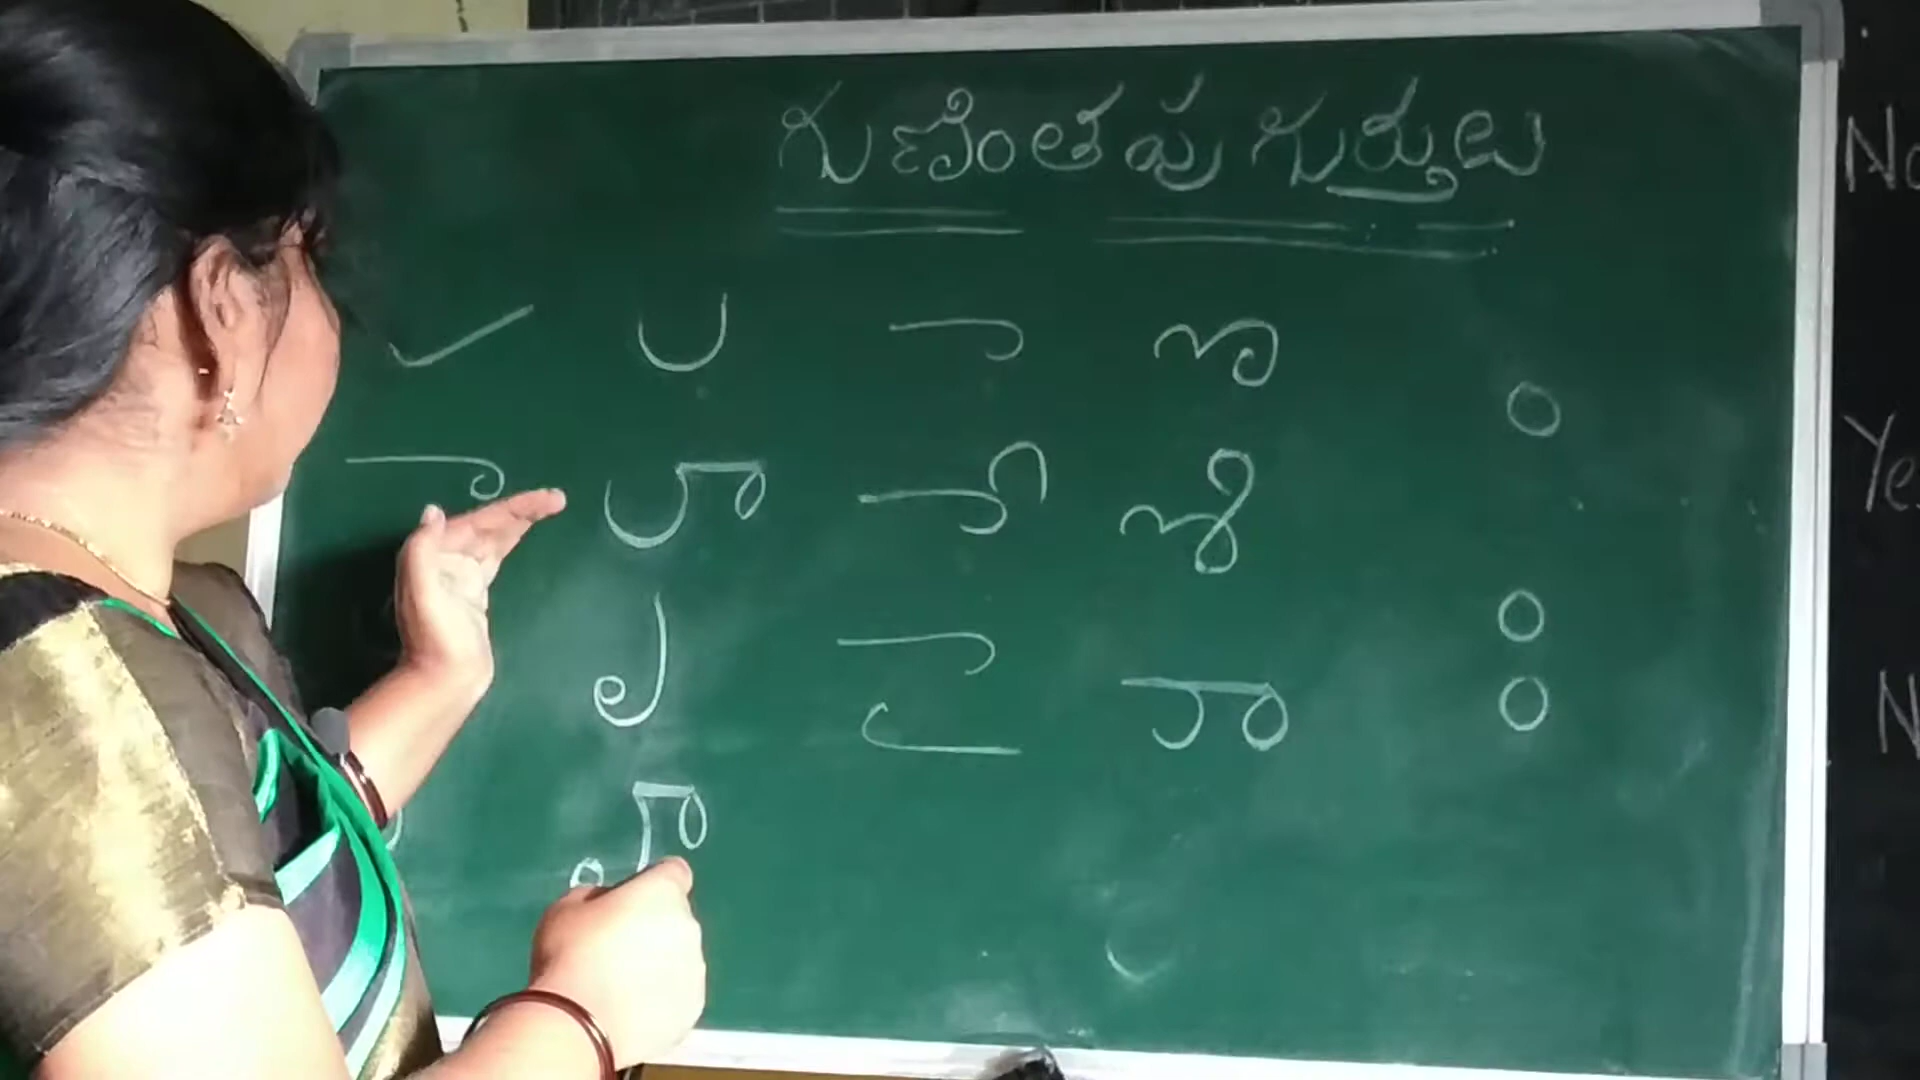 గుణింతపు గుర్తులు
✓ ు ె ొ ం
ా ూ ే ో ః
ృ ై ౌ
ౄ